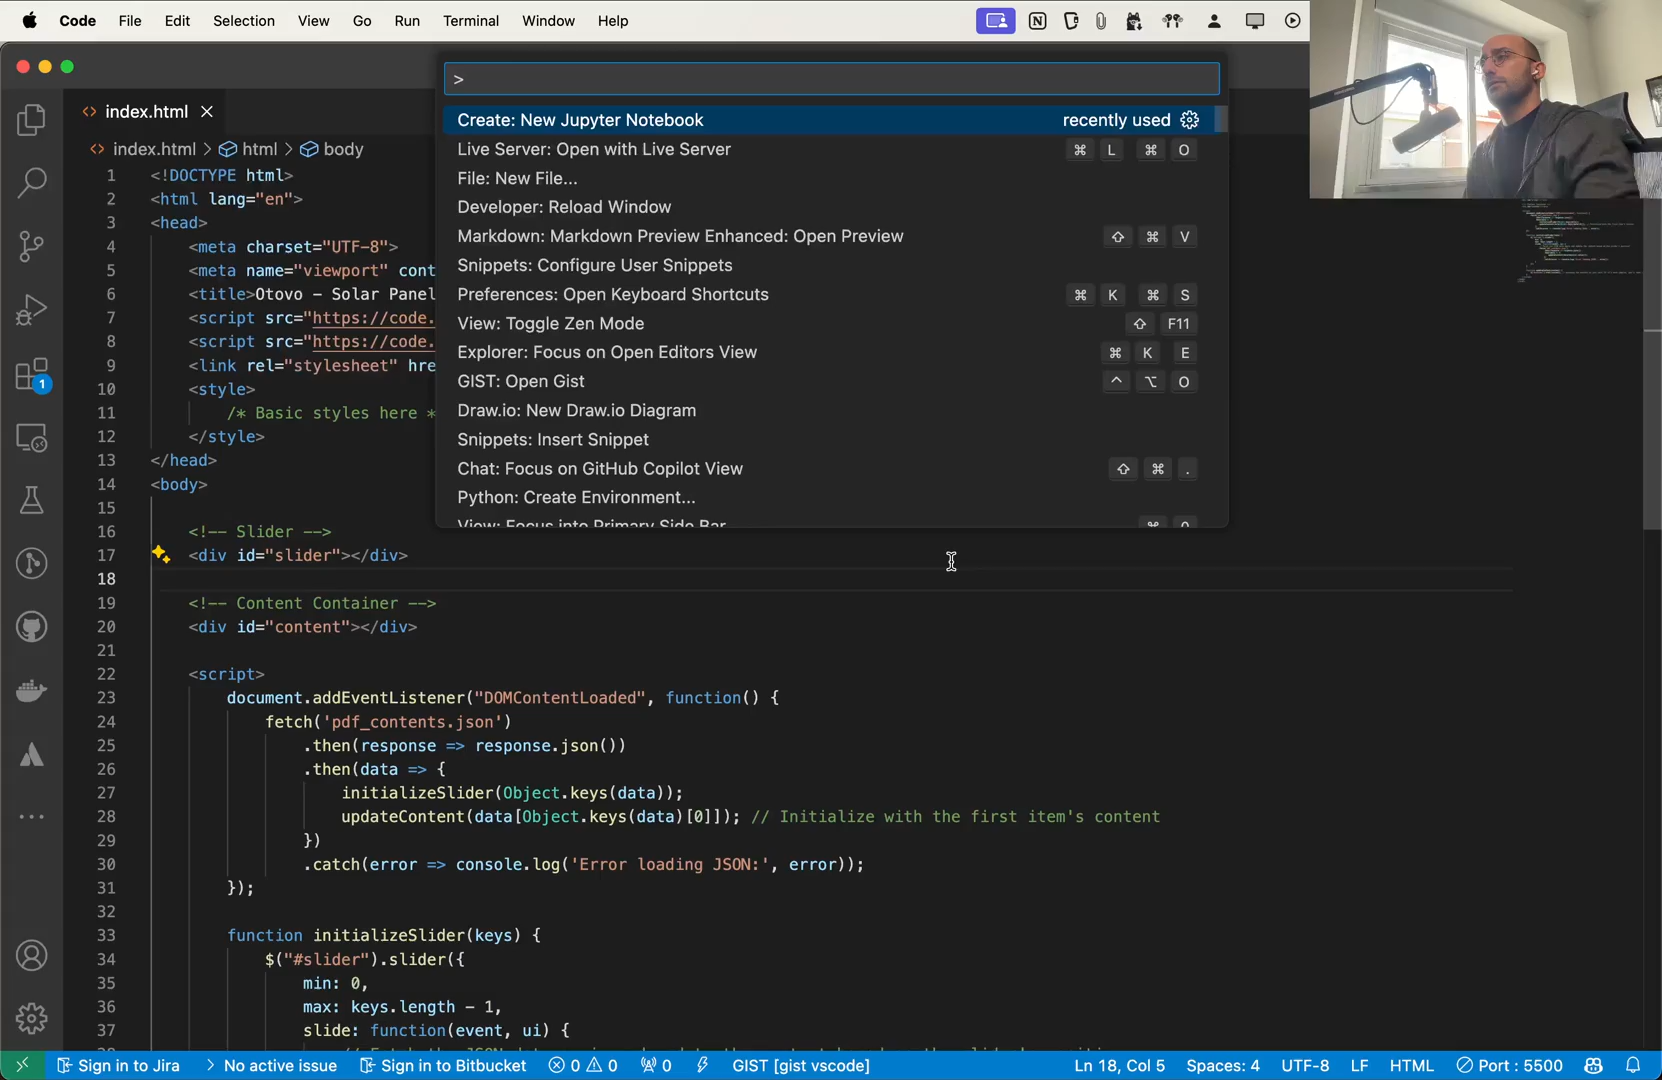 Code File Edit Selection View Go Run Terminal Window Help
>
index.html
Create: New Jupyter Notebook recently used
Live Server: Open with Live Server ⌘ L ⌘ O
File: New File...
Developer: Reload Window
Markdown: Markdown Preview Enhanced: Open Preview ⇧ ⌘ V
Snippets: Configure User Snippets
Preferences: Open Keyboard Shortcuts ⌘ K ⌘ S
View: Toggle Zen Mode ⇧ F11
Explorer: Focus on Open Editors View ⌘ K E
GIST: Open Gist ^ ⌥ O
Draw.io: New Draw.io Diagram
Snippets: Insert Snippet
Chat: Focus on GitHub Copilot View ⇧ ⌘ .
Python: Create Environment...
View: Focus into Primary Side Bar ⌘ 0
index.html > html > body
1 <!DOCTYPE html>
2 <html lang="en">
3 <head>
4 <meta charset="UTF-8">
5 <meta name="viewport" cont
6 <title>Otovo - Solar Panel
7 <script src="https://code.
8 <script src="https://code.
9 <link rel="stylesheet" hre
10 <style>
11 /* Basic styles here *
12 </style>
13 </head>
14 <body>
15
16 <!-- Slider -->
17 <div id="slider"></div>
18
19 <!-- Content Container -->
20 <div id="content"></div>
21
22 <script>
23 document.addEventListener("DOMContentLoaded", function() {
24 fetch('pdf_contents.json')
25 .then(response => response.json())
26 .then(data => {
27 initializeSlider(Object.keys(data));
28 updateContent(data[Object.keys(data)[0]]); // Initialize with the first item's content
29 })
30 .catch(error => console.log('Error loading JSON:', error));
31 });
32
33 function initializeSlider(keys) {
34 $("#slider").slider({
35 min: 0,
36 max: keys.length - 1,
37 slide: function(event, ui) {
1
Sign in to Jira No active issue Sign in to Bitbucket 0 0 0 GIST [gist vscode] Ln 18, Col 5 Spaces: 4 UTF-8 LF HTML Port : 5500